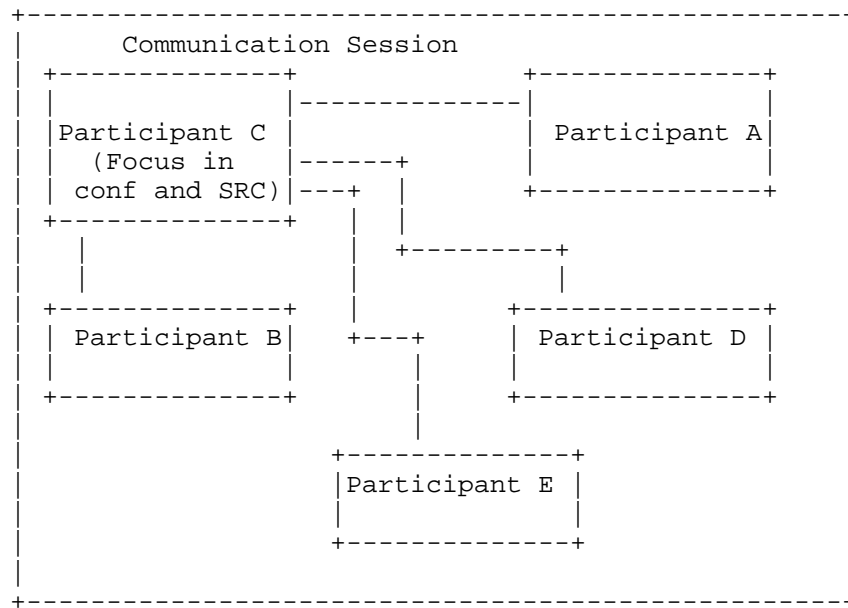 Communication Session
Participant C
Participant A
(Focus in
conf and SRC)
Participant B
Participant D
Participant E